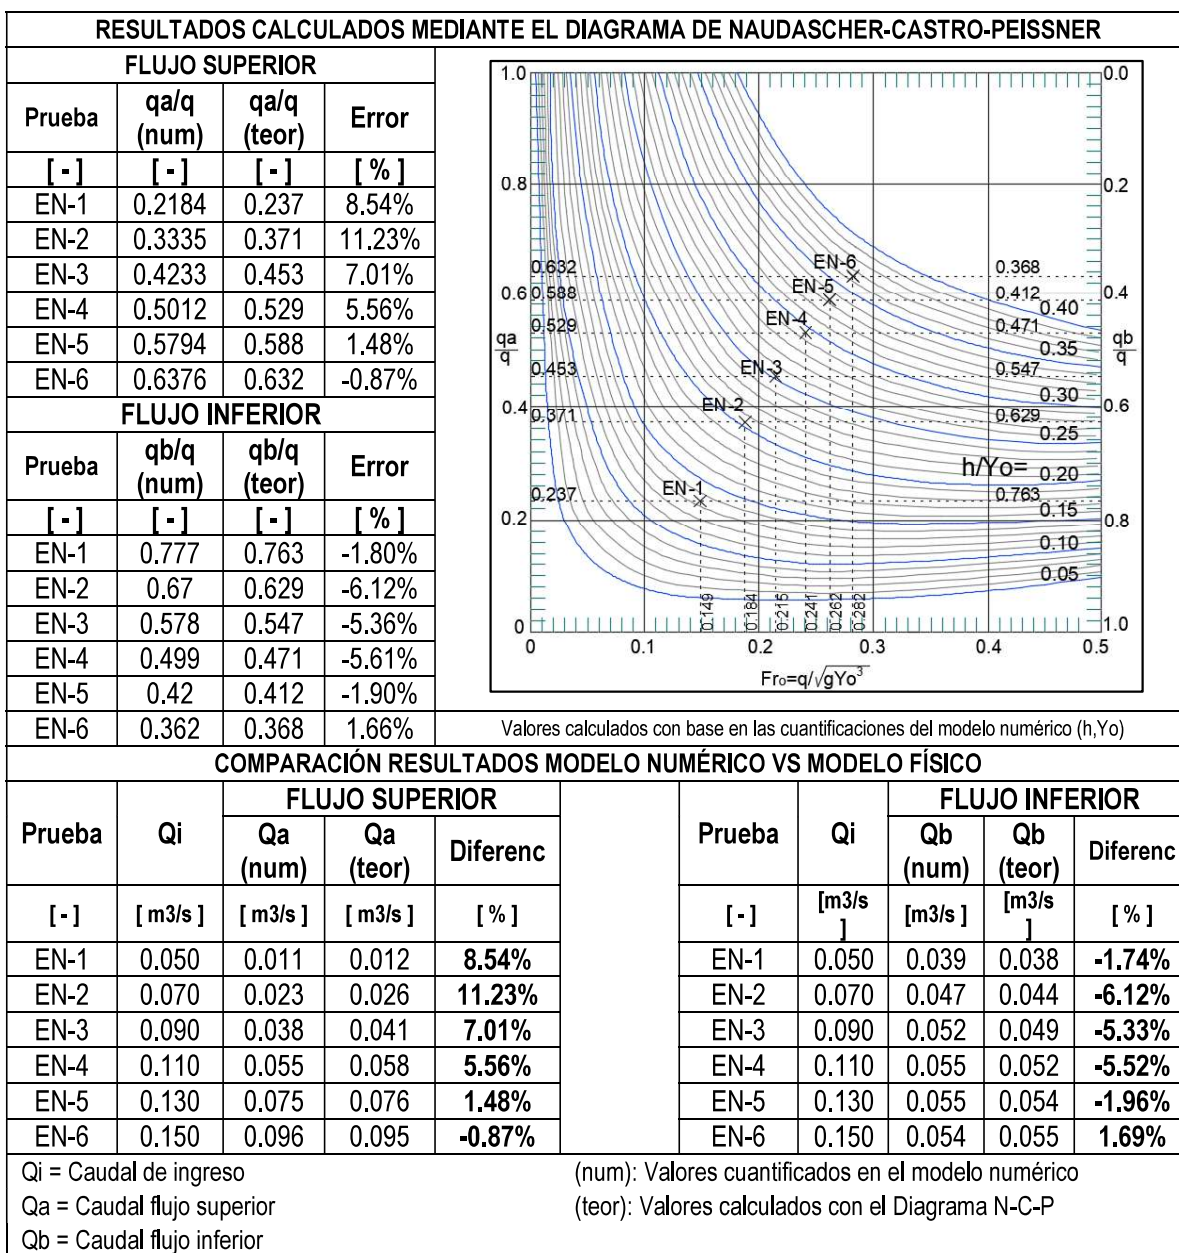 RESULTADOS CALCULADOS MEDIANTE EL DIAGRAMA DE NAUDASCHER-CASTRO-PEISSNER
FLUJO SUPERIOR
Prueba qa/q (num) qa/q (teor) Error
[ - ] [ - ] [ - ] [ % ]
EN-1 0.2184 0.237 8.54%
EN-2 0.3335 0.371 11.23%
EN-3 0.4233 0.453 7.01%
EN-4 0.5012 0.529 5.56%
EN-5 0.5794 0.588 1.48%
EN-6 0.6376 0.632 -0.87%
FLUJO INFERIOR
Prueba qb/q (num) qb/q (teor) Error
[ - ] [ - ] [ - ] [ % ]
EN-1 0.777 0.763 -1.80%
EN-2 0.67 0.629 -6.12%
EN-3 0.578 0.547 -5.36%
EN-4 0.499 0.471 -5.61%
EN-5 0.42 0.412 -1.90%
EN-6 0.362 0.368 1.66%
1.0 0.0
0.8 0.2
0.632 EN-6 0.368
0.6 0.588 EN-5 0.412 0.4
0.40
0.529 EN-4 0.471
qa/q qb/q
0.35
0.453 EN-3 0.547
0.30
0.4 0.371 EN-2 0.629 0.6
0.25
h/Yo= 0.20
0.237 EN-1 0.763
0.15
0.2 0.8
0.10
0.05
0.149 0.184 0.215 0.241 0.262 0.282
0 1.0
0 0.1 0.2 0.3 0.4 0.5
Fro=q/√gYo³
Valores calculados con base en las cuantificaciones del modelo numérico (h,Yo)
COMPARACIÓN RESULTADOS MODELO NUMÉRICO VS MODELO FÍSICO
FLUJO SUPERIOR FLUJO INFERIOR
Prueba Qi Qa (num) Qa (teor) Diferenc Prueba Qi Qb (num) Qb (teor) Diferenc
[ - ] [ m3/s ] [ m3/s ] [ m3/s ] [ % ] [ - ] [m3/s ] [m3/s ] [m3/s ] [ % ]
EN-1 0.050 0.011 0.012 8.54% EN-1 0.050 0.039 0.038 -1.74%
EN-2 0.070 0.023 0.026 11.23% EN-2 0.070 0.047 0.044 -6.12%
EN-3 0.090 0.038 0.041 7.01% EN-3 0.090 0.052 0.049 -5.33%
EN-4 0.110 0.055 0.058 5.56% EN-4 0.110 0.055 0.052 -5.52%
EN-5 0.130 0.075 0.076 1.48% EN-5 0.130 0.055 0.054 -1.96%
EN-6 0.150 0.096 0.095 -0.87% EN-6 0.150 0.054 0.055 1.69%
Qi = Caudal de ingreso (num): Valores cuantificados en el modelo numérico
Qa = Caudal flujo superior (teor): Valores calculados con el Diagrama N-C-P
Qb = Caudal flujo inferior